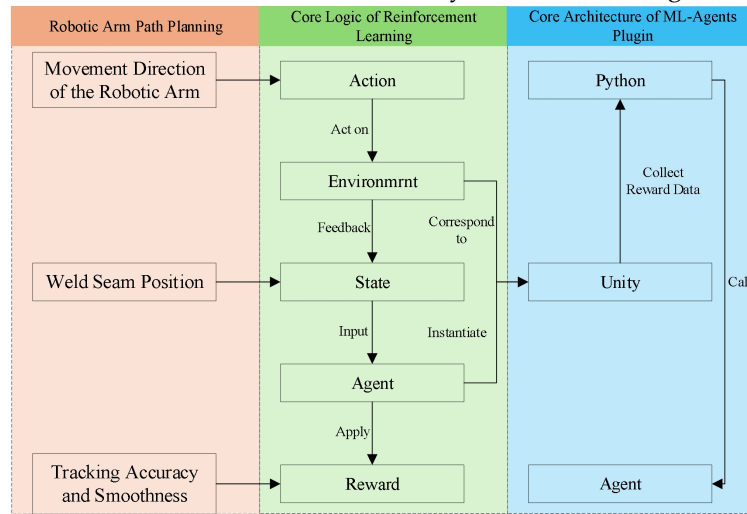 Robotic Arm Path Planning
Core Logic of Reinforcement
Learning
Core Architecture of ML-Agents
Plugin
Movement Direction
of the Robotic Arm
Action
Python
Act on
Environmrnt
Collect
Reward Data
Feedback
Correspond
to
Weld Seam Position
State
Unity
Cal
Input
Instantiate
Agent
Apply
Tracking Accuracy
and Smoothness
Reward
Agent